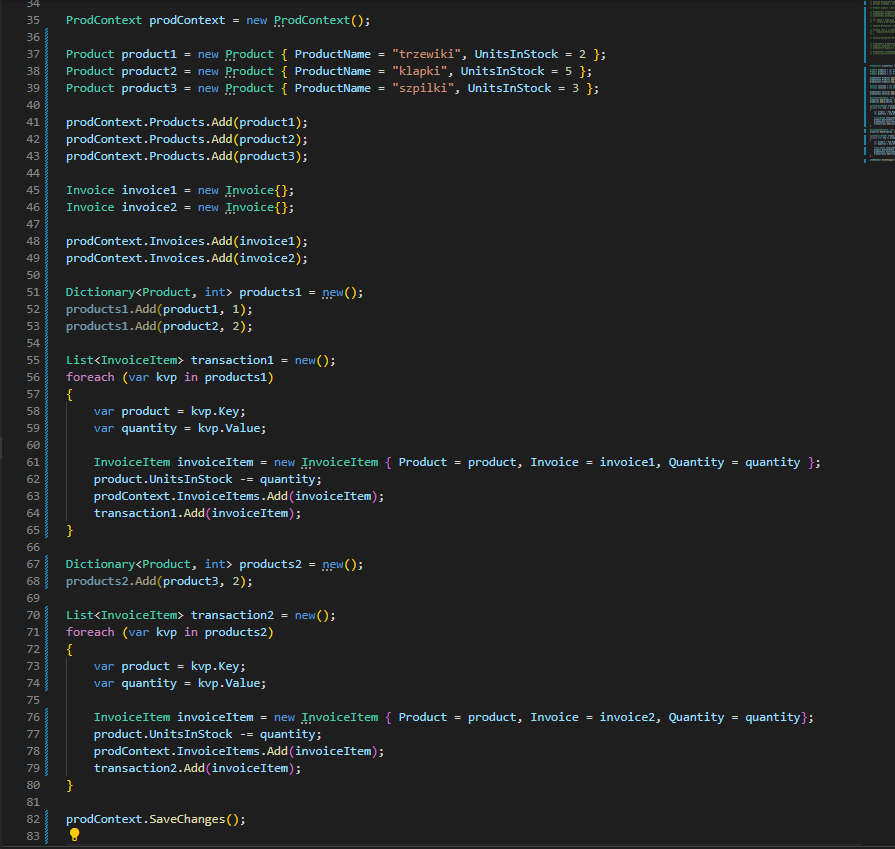 34
35 ProdContext prodContext = new ProdContext();
36
37 Product product1 = new Product { ProductName = "trzewiki", UnitsInStock = 2 };
38 Product product2 = new Product { ProductName = "klapki", UnitsInStock = 5 };
39 Product product3 = new Product { ProductName = "szpilki", UnitsInStock = 3 };
40
41 prodContext.Products.Add(product1);
42 prodContext.Products.Add(product2);
43 prodContext.Products.Add(product3);
44
45 Invoice invoice1 = new Invoice{};
46 Invoice invoice2 = new Invoice{};
47
48 prodContext.Invoices.Add(invoice1);
49 prodContext.Invoices.Add(invoice2);
50
51 Dictionary<Product, int> products1 = new();
52 products1.Add(product1, 1);
53 products1.Add(product2, 2);
54
55 List<InvoiceItem> transaction1 = new();
56 foreach (var kvp in products1)
57 {
58     var product = kvp.Key;
59     var quantity = kvp.Value;
60
61     InvoiceItem invoiceItem = new InvoiceItem { Product = product, Invoice = invoice1, Quantity = quantity };
62     product.UnitsInStock -= quantity;
63     prodContext.InvoiceItems.Add(invoiceItem);
64     transaction1.Add(invoiceItem);
65 }
66
67 Dictionary<Product, int> products2 = new();
68 products2.Add(product3, 2);
69
70 List<InvoiceItem> transaction2 = new();
71 foreach (var kvp in products2)
72 {
73     var product = kvp.Key;
74     var quantity = kvp.Value;
75
76     InvoiceItem invoiceItem = new InvoiceItem { Product = product, Invoice = invoice2, Quantity = quantity};
77     product.UnitsInStock -= quantity;
78     prodContext.InvoiceItems.Add(invoiceItem);
79     transaction2.Add(invoiceItem);
80 }
81
82 prodContext.SaveChanges();
83